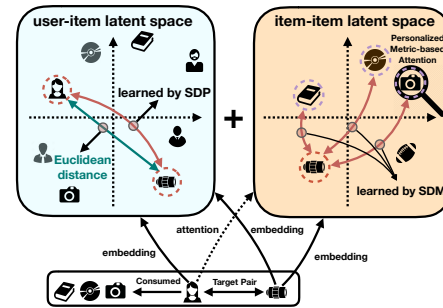 user-item latent space
item-item latent space
Personalized
Metric-based
Attention
learned by SDP
+
Euclidean
distance
learned by SDM
embedding
attention
embedding
embedding
Consumed
Target Pair